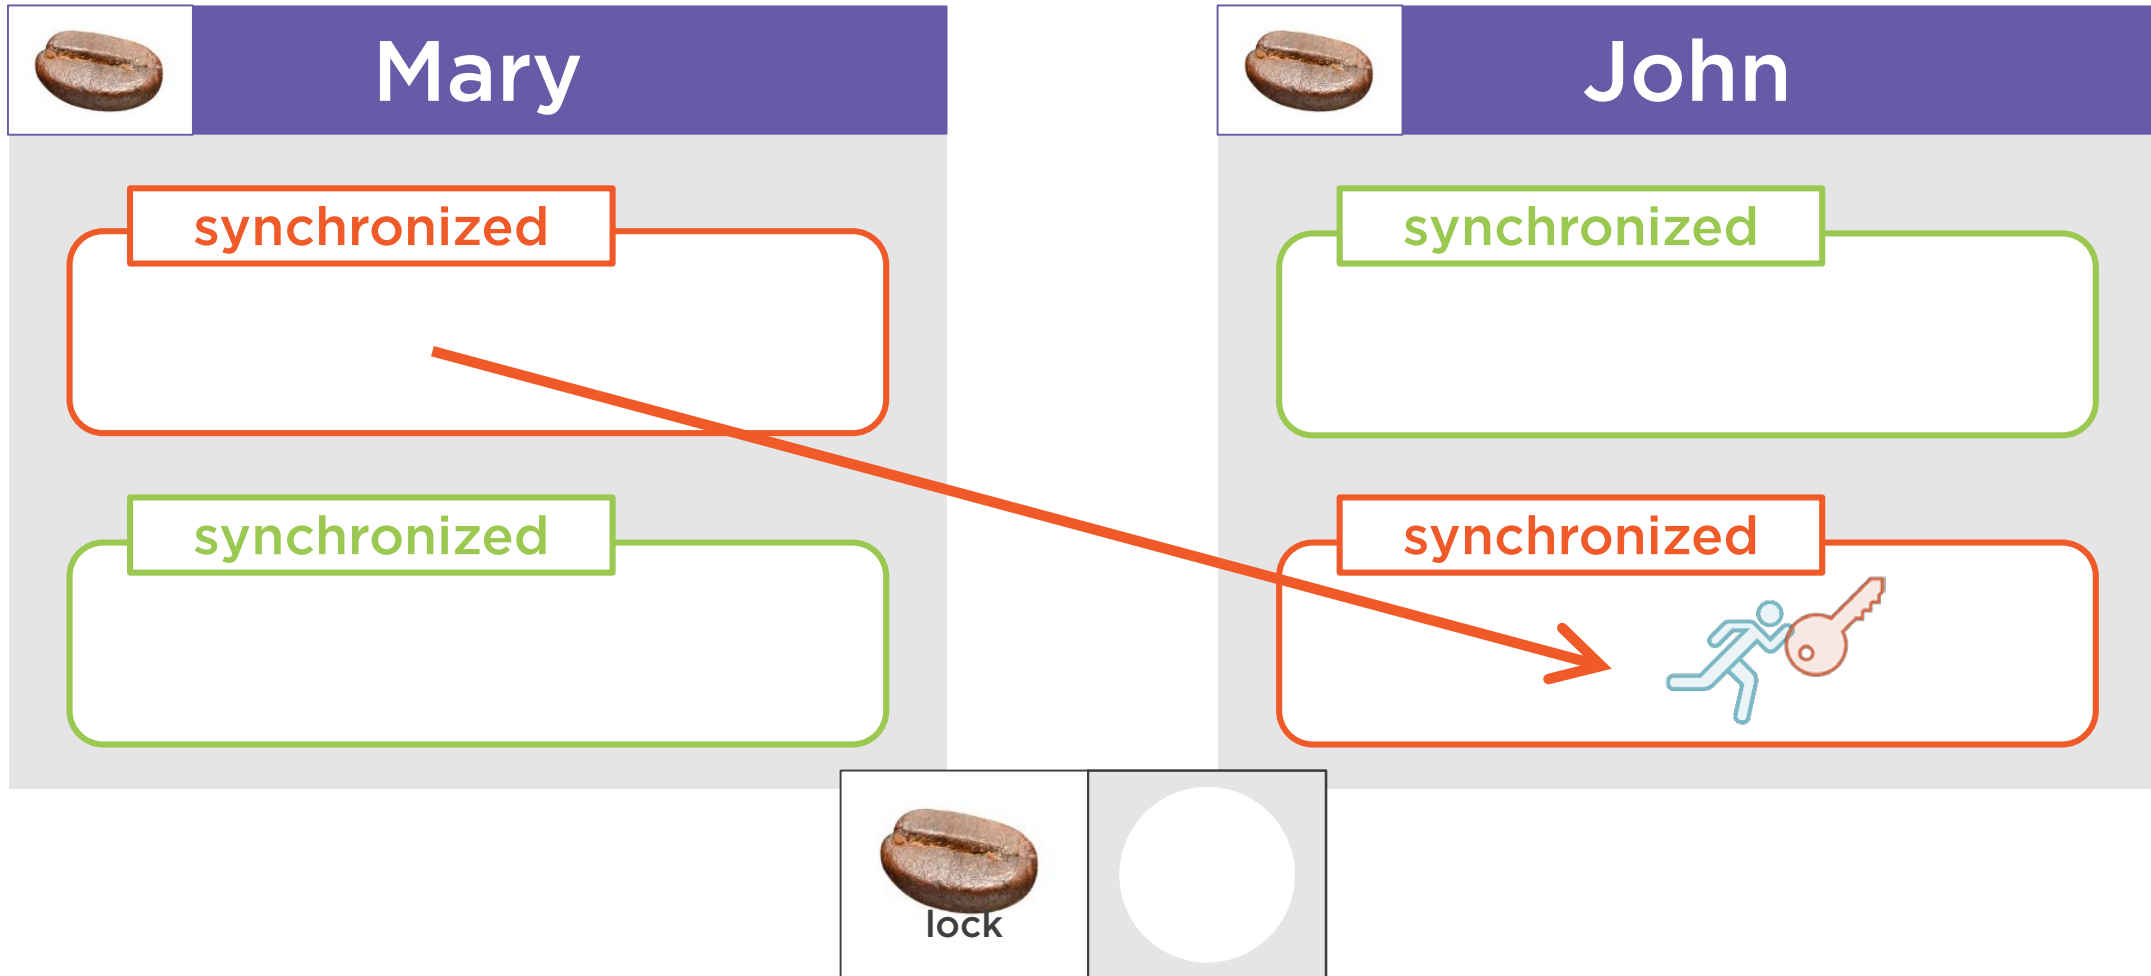 Mary
John
synchronized
synchronized
synchronized
synchronized
lock